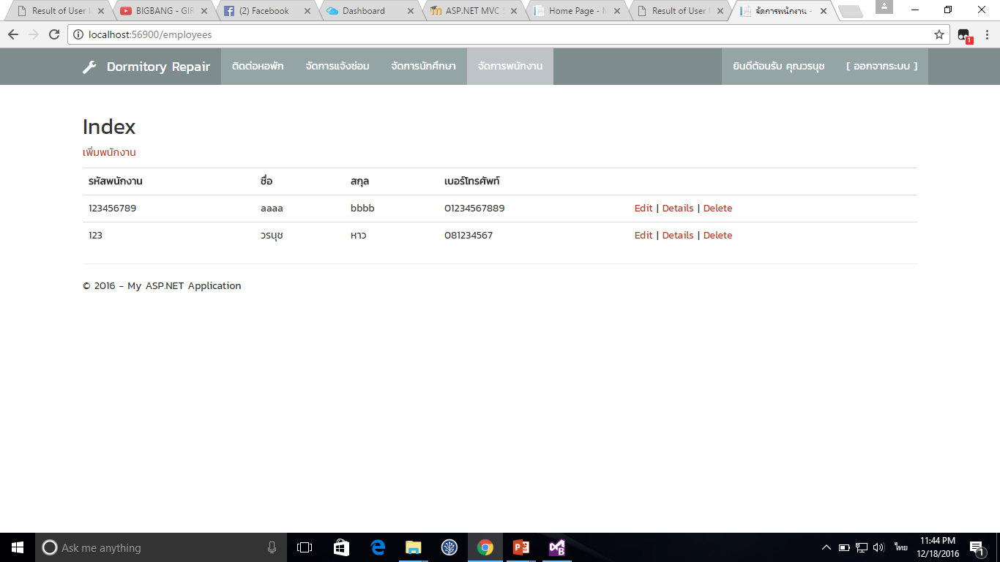 Result of User
BIGBANG - GIR
(2) Facebook
Dashboard
ASP.NET MVC
Home Page -
Result of User
จัดการพนักงาน -
localhost:56900/employees
1
Dormitory Repair ติดต่อหอพัก จัดการแจ้งซ่อม จัดการนักศึกษา จัดการพนักงาน ยินดีต้อนรับ คุณวรนุช [ ออกจากระบบ ]
Index
เพิ่มพนักงาน
รหัสพนักงาน ชื่อ สกุล เบอร์โทรศัพท์
123456789 aaaa bbbb 01234567889 Edit | Details | Delete
123 วรนุช หาว 081234567 Edit | Details | Delete
© 2016 - My ASP.NET Application
Ask me anything
ไทย
11:44 PM
12/18/2016
1